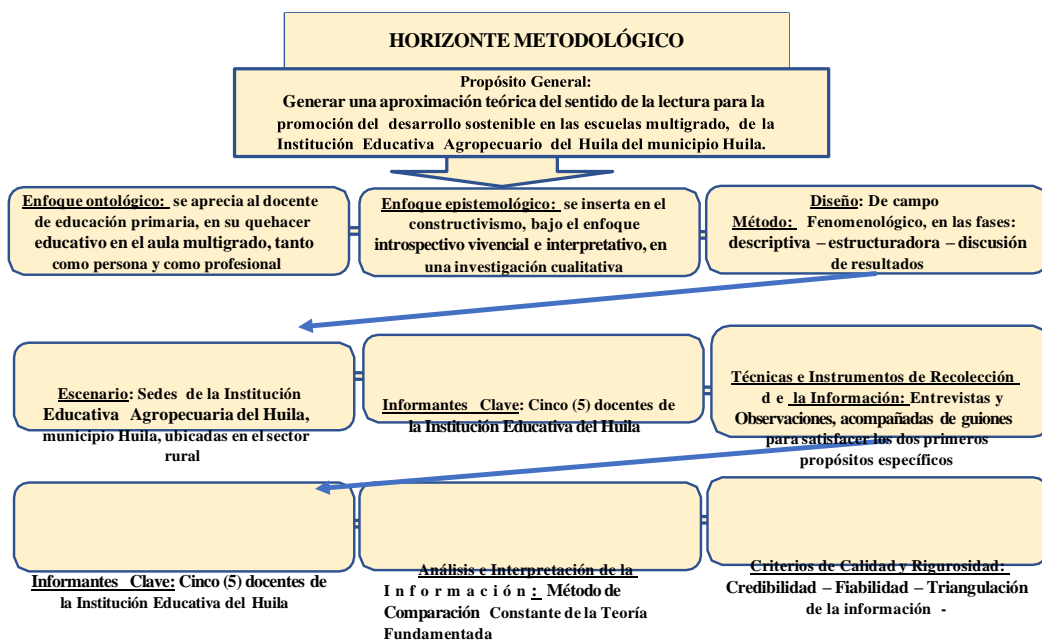 HORIZONTE METODOLÓGICO
Propósito General:
Generar una aproximación teórica del sentido de la lectura para la
promoción del desarrollo sostenible en las escuelas multigrado, de la
Institución Educativa Agropecuario del Huila del municipio Huila.
Enfoque ontológico: se aprecia al docente
de educación primaria, en su quehacer
educativo en el aula multigrado, tanto
como persona y como profesional
Enfoque epistemológico: se inserta en el
constructivismo, bajo el enfoque
introspectivo vivencial e interpretativo, en
una investigación cualitativa
Diseño: De campo
Método: Fenomenológico, en las fases:
descriptiva – estructuradora – discusión
de resultados
Escenario: Sedes de la Institución
Educativa Agropecuaria del Huila,
municipio Huila, ubicadas en el sector
rural
Informantes Clave: Cinco (5) docentes de
la Institución Educativa del Huila
Técnicas e Instrumentos de Recolección
d e la Información: Entrevistas y
Observaciones, acompañadas de guiones
para satisfacer los dos primeros
propósitos específicos
Informantes Clave: Cinco (5) docentes de
la Institución Educativa del Huila
Análisis e Interpretación de la
I n f o r m a c i ó n : Método de
Comparación Constante de la Teoría
Fundamentada
Criterios de Calidad y Rigurosidad:
Credibilidad – Fiabilidad – Triangulación
de la información -